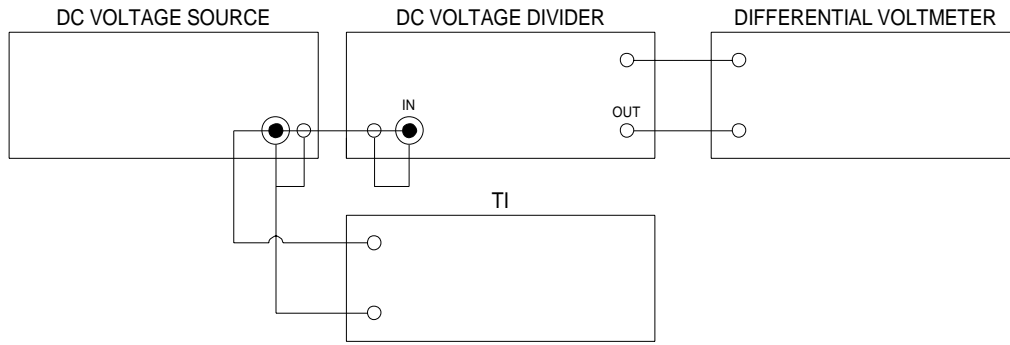 DC VOLTAGE SOURCE
DC VOLTAGE DIVIDER
DIFFERENTIAL VOLTMETER
IN
OUT
TI